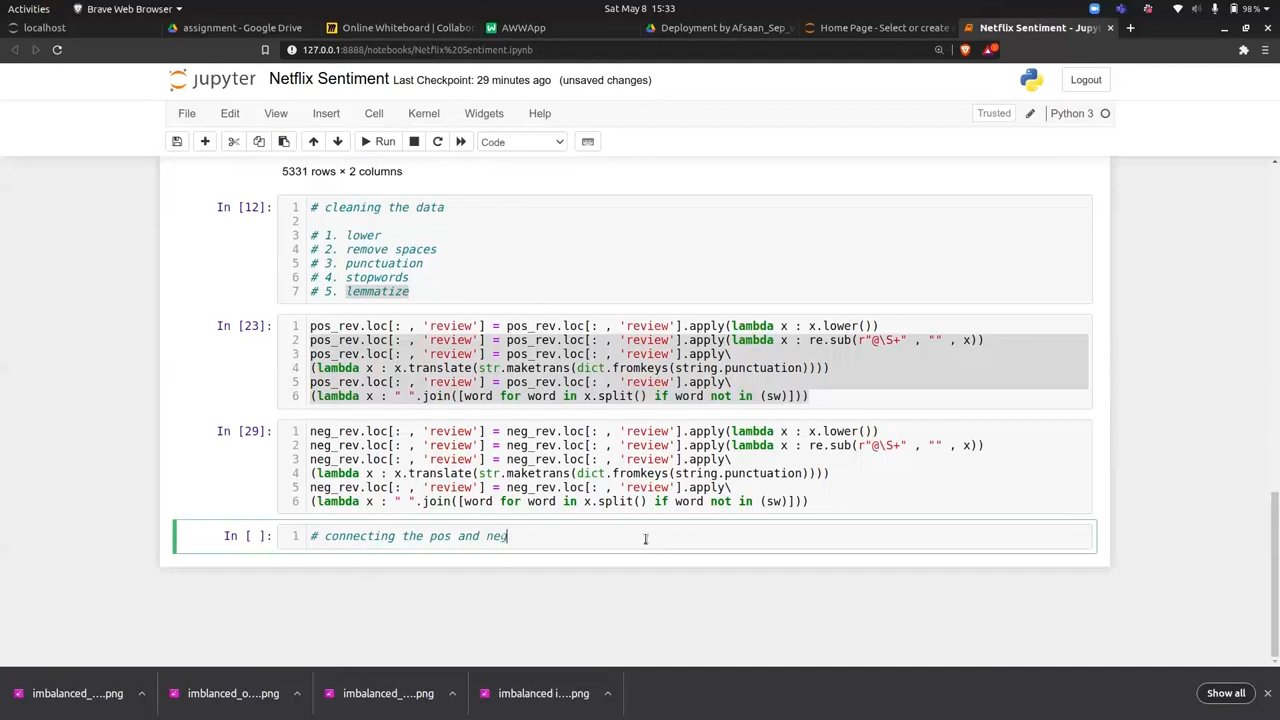 Activities
Brave Web Browser
Sat May 8 15:33
98%
localhost
assignment - Google Drive
Online Whiteboard | Collabo
AWWApp
Deployment by Afsaan_Sep_
Home Page - Select or create
Netflix Sentiment - Jupyt
127.0.0.1:8888/notebooks/Netflix%20Sentiment.ipynb
jupyter
Netflix Sentiment Last Checkpoint: 29 minutes ago (unsaved changes)
Logout
File Edit View Insert Cell Kernel Widgets Help
Trusted
Python 3
Run
Code
5331 rows × 2 columns
In [12]:
1 # cleaning the data
2
3 # 1. lower
4 # 2. remove spaces
5 # 3. punctuation
6 # 4. stopwords
7 # 5. lemmatize
In [23]:
1 pos_rev.loc[: , 'review'] = pos_rev.loc[: , 'review'].apply(lambda x : x.lower())
2 pos_rev.loc[: , 'review'] = pos_rev.loc[: , 'review'].apply(lambda x : re.sub(r"@\S+" , "" , x))
3 pos_rev.loc[: , 'review'] = pos_rev.loc[: , 'review'].apply\
4 (lambda x : x.translate(str.maketrans(dict.fromkeys(string.punctuation))))
5 pos_rev.loc[: , 'review'] = pos_rev.loc[: , 'review'].apply\
6 (lambda x : " ".join([word for word in x.split() if word not in (sw)]))
In [29]:
1 neg_rev.loc[: , 'review'] = neg_rev.loc[: , 'review'].apply(lambda x : x.lower())
2 neg_rev.loc[: , 'review'] = neg_rev.loc[: , 'review'].apply(lambda x : re.sub(r"@\S+" , "" , x))
3 neg_rev.loc[: , 'review'] = neg_rev.loc[: , 'review'].apply\
4 (lambda x : x.translate(str.maketrans(dict.fromkeys(string.punctuation))))
5 neg_rev.loc[: , 'review'] = neg_rev.loc[: , 'review'].apply\
6 (lambda x : " ".join([word for word in x.split() if word not in (sw)]))
In [ ]:
1 # connecting the pos and neg
imbalanced_....png
imblanced_o....png
imbalanced_....png
imbalanced i....png
Show all